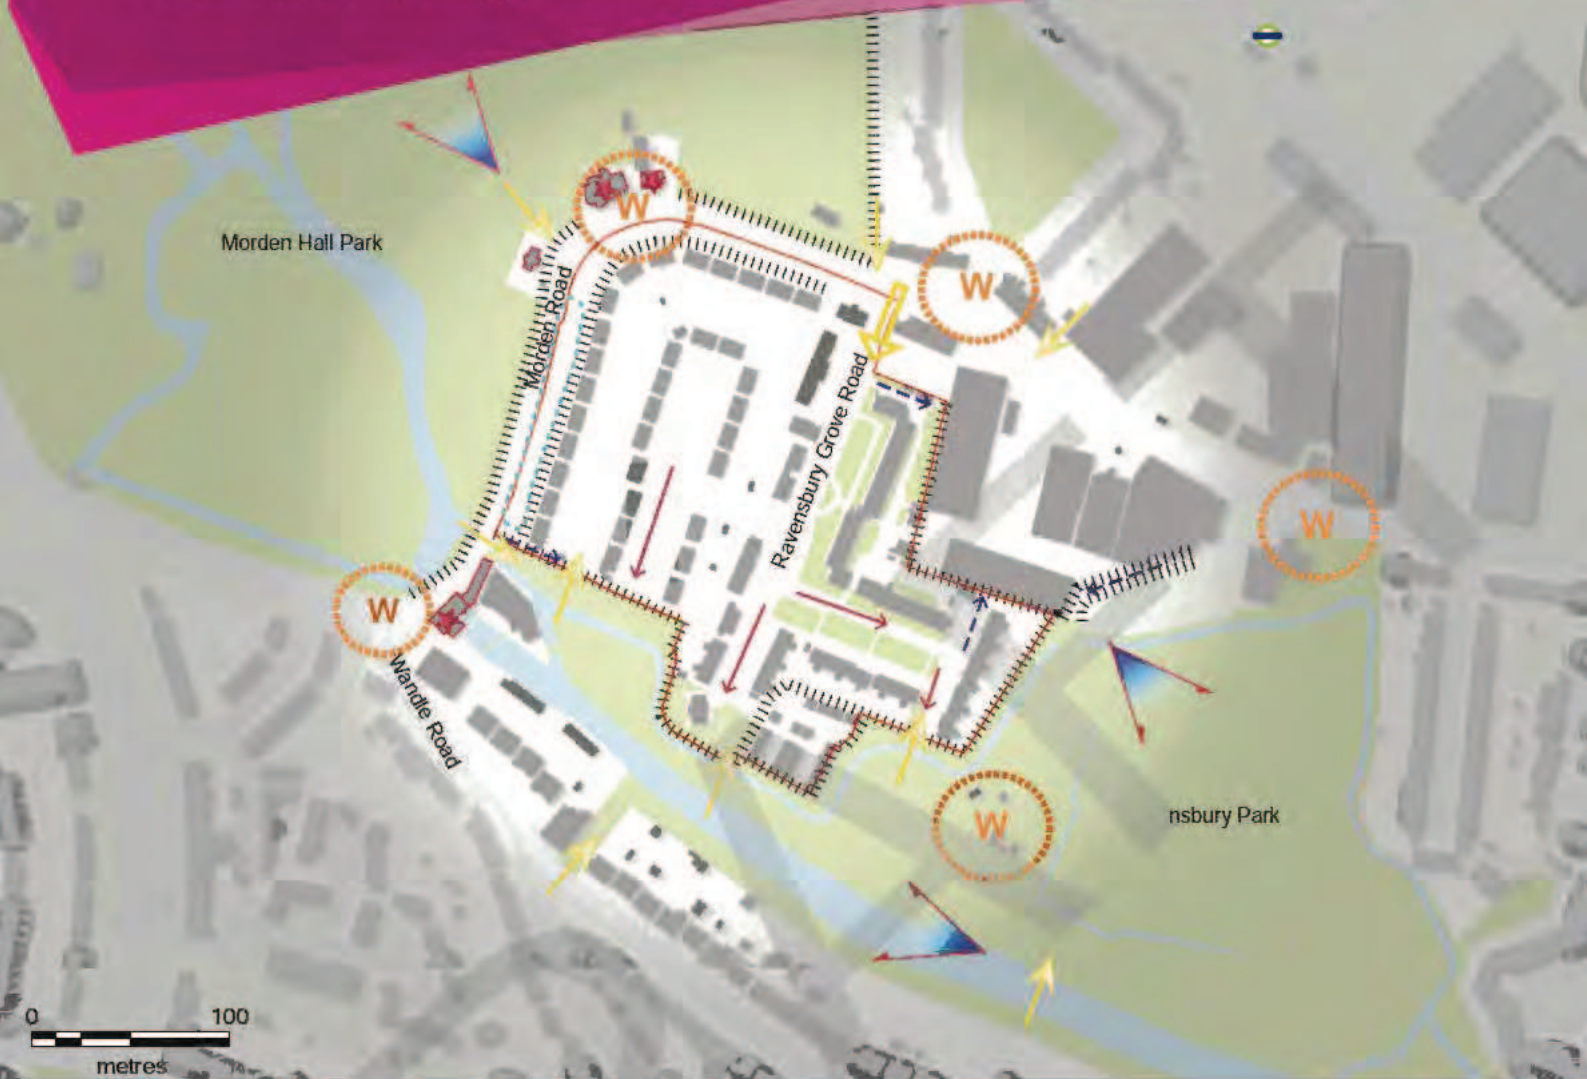 Morden Hall Park
W
Morden Road
W
Ravensbury Grove Road
W
W
Wandle Road
nsbury Park
W
0 100
metres